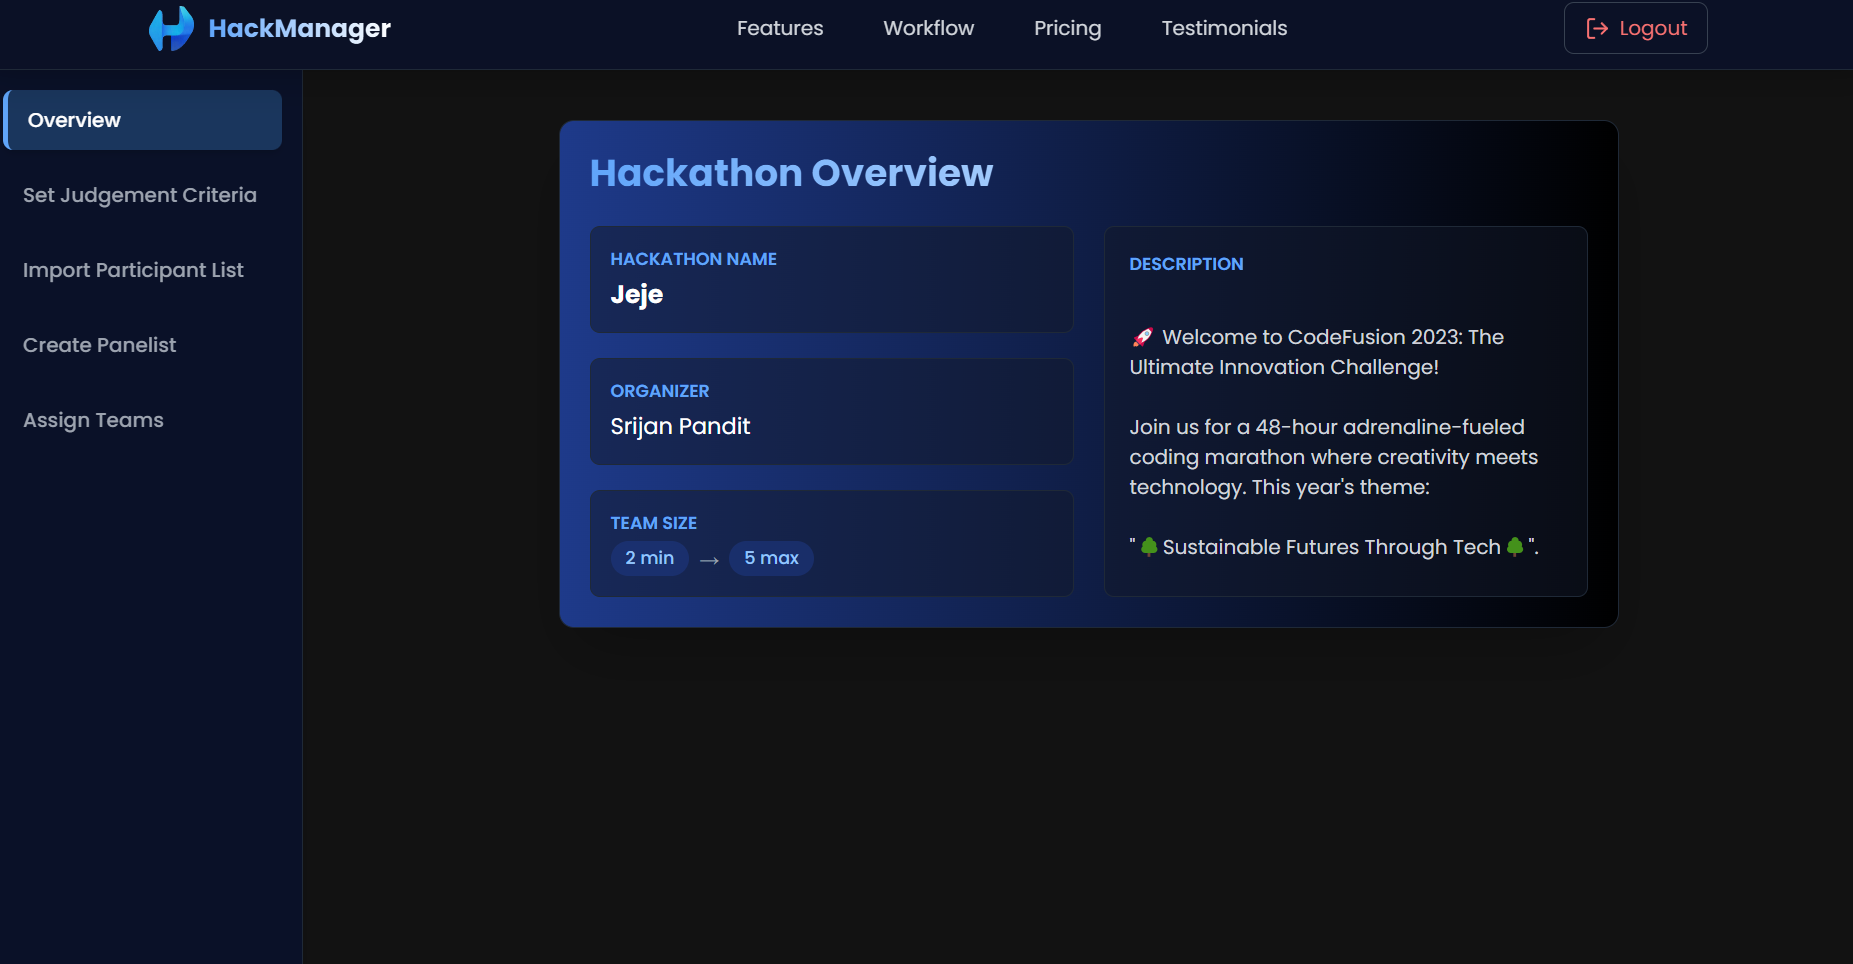 HackManager
Features
Workflow
Pricing
Testimonials
Logout
Overview
Set Judgement Criteria
Import Participant List
Create Panelist
Assign Teams
Hackathon Overview
HACKATHON NAME
Jeje
ORGANIZER
Srijan Pandit
TEAM SIZE
2 min → 5 max
DESCRIPTION
🚀 Welcome to CodeFusion 2023: The
Ultimate Innovation Challenge!
Join us for a 48-hour adrenaline-fueled
coding marathon where creativity meets
technology. This year's theme:
"🌳Sustainable Futures Through Tech🌳".